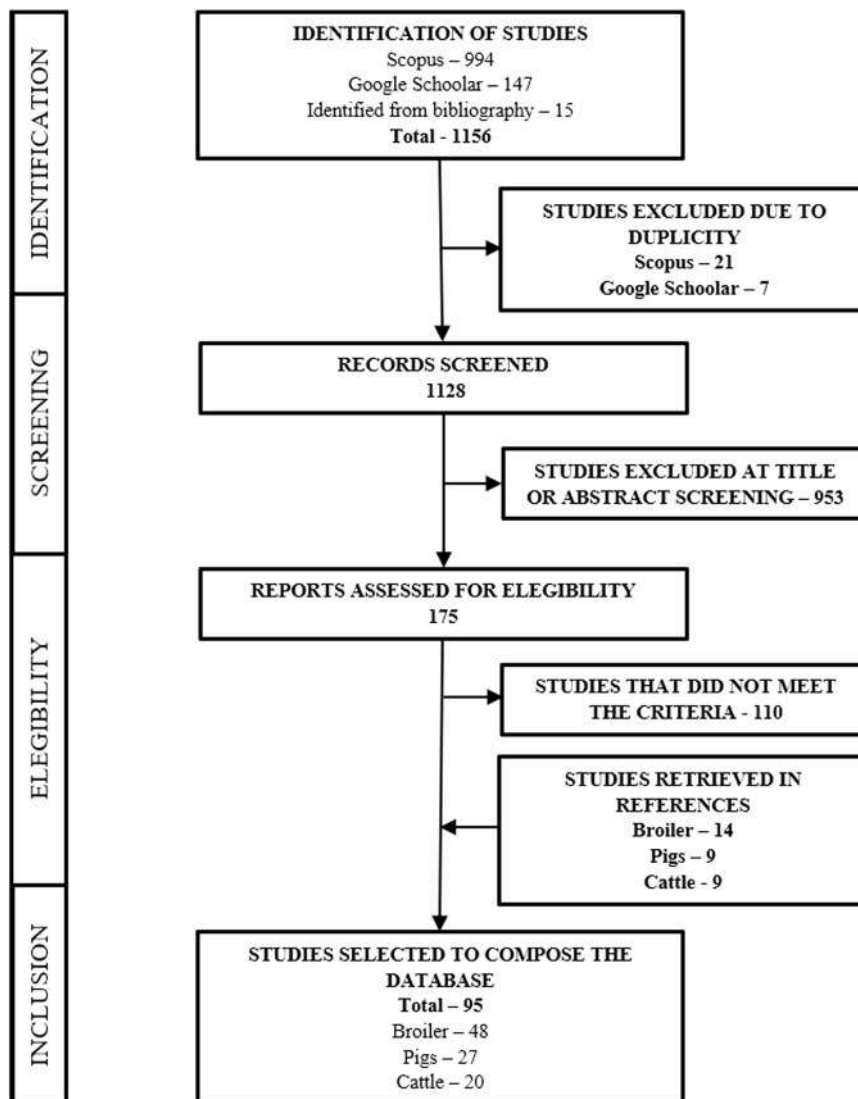 IDENTIFICATION
IDENTIFICATION OF STUDIES
Scopus – 994
Google Schoolar – 147
Identified from bibliography – 15
Total - 1156
STUDIES EXCLUDED DUE TO
DUPLICITY
Scopus – 21
Google Schoolar – 7
SCREENING
RECORDS SCREENED
1128
STUDIES EXCLUDED AT TITLE
OR ABSTRACT SCREENING – 953
ELEGIBILITY
REPORTS ASSESSED FOR ELEGIBILITY
175
STUDIES THAT DID NOT MEET
THE CRITERIA - 110
STUDIES RETRIEVED IN
REFERENCES
Broiler – 14
Pigs – 9
Cattle - 9
INCLUSION
STUDIES SELECTED TO COMPOSE THE
DATABASE
Total – 95
Broiler – 48
Pigs – 27
Cattle – 20